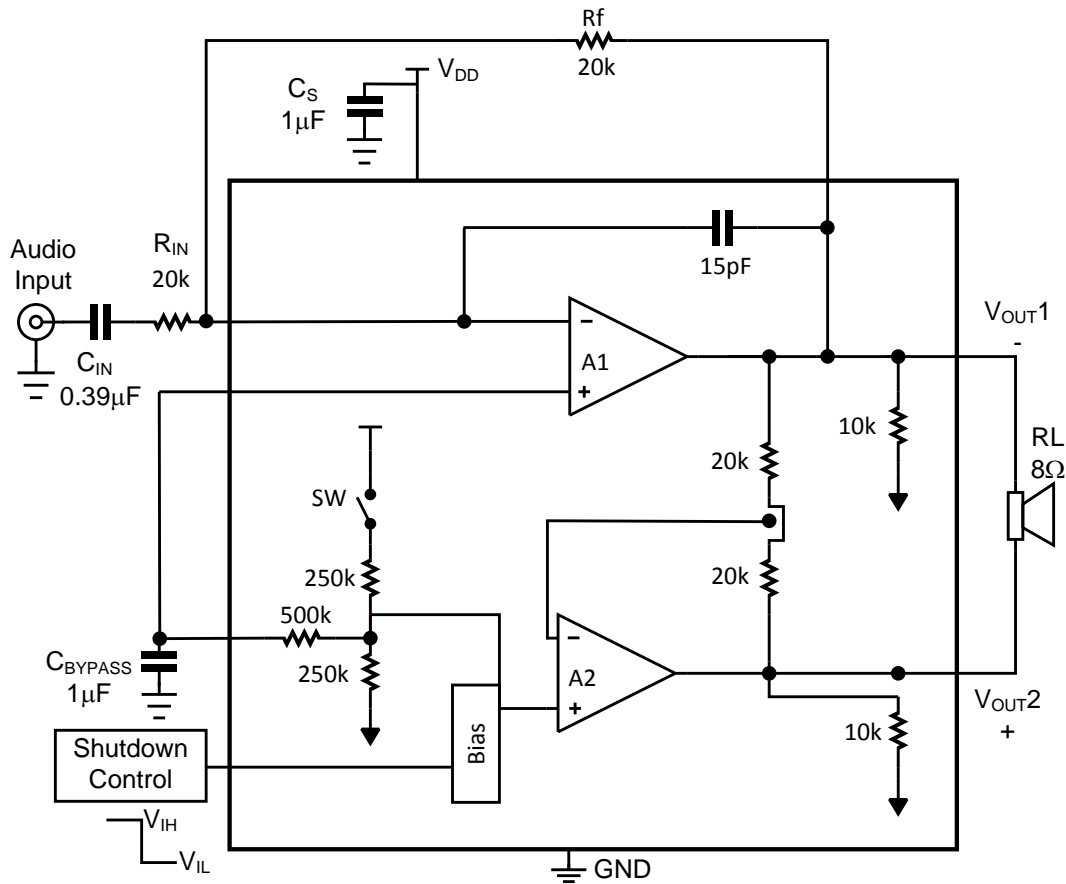 Rf
20k
VDD
CS
1μF
15pF
Audio
Input
RIN
20k
CIN
0.39μF
−
A1
+
VOUT1
-
10k
RL
8Ω
20k
SW
20k
250k
500k
250k
CBYPASS
1μF
−
A2
+
VOUT2
+
10k
Bias
Shutdown
Control
VIH
VIL
GND